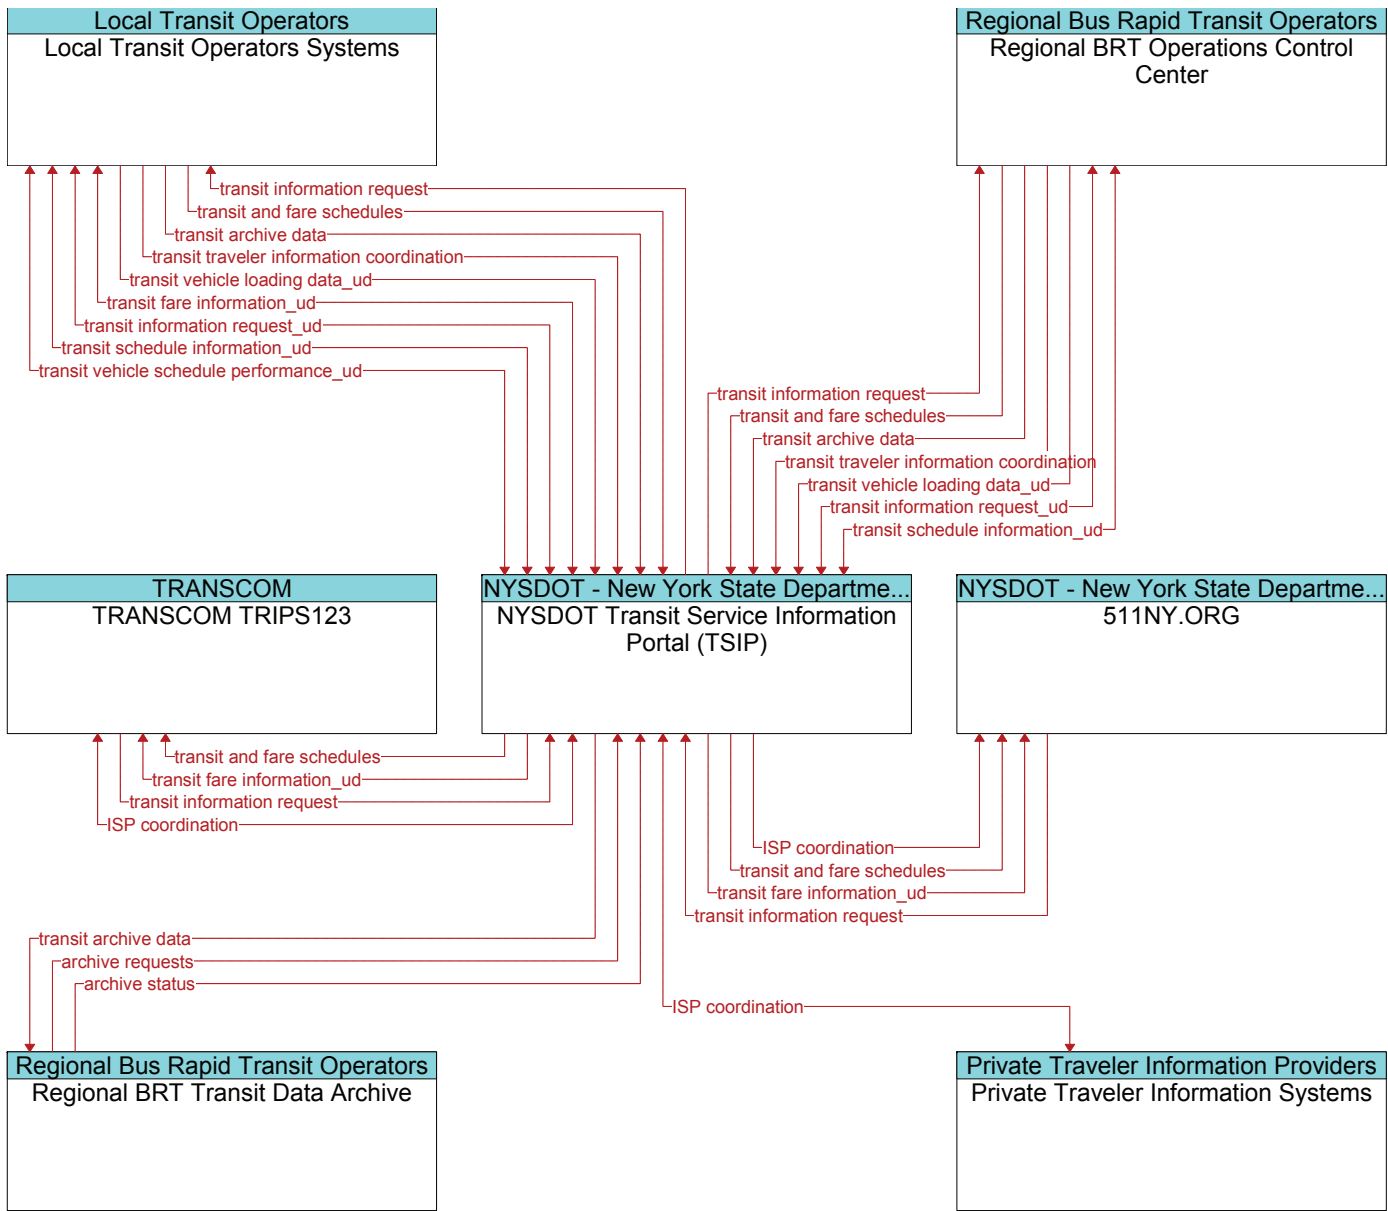 Local Transit Operators
Local Transit Operators Systems
Regional Bus Rapid Transit Operators
Regional BRT Operations Control
Center
transit information request
transit and fare schedules
transit archive data
transit traveler information coordination
transit vehicle loading data_ud
transit fare information_ud
transit information request_ud
transit schedule information_ud
transit vehicle schedule performance_ud
transit information request
transit and fare schedules
transit archive data
transit traveler information coordination
transit vehicle loading data_ud
transit information request_ud
transit schedule information_ud
TRANSCOM
TRANSCOM TRIPS123
NYSDOT - New York State Departme...
NYSDOT Transit Service Information
Portal (TSIP)
NYSDOT - New York State Departme...
511NY.ORG
transit and fare schedules
transit fare information_ud
transit information request
ISP coordination
ISP coordination
transit and fare schedules
transit fare information_ud
transit information request
transit archive data
archive requests
archive status
ISP coordination
Regional Bus Rapid Transit Operators
Regional BRT Transit Data Archive
Private Traveler Information Providers
Private Traveler Information Systems